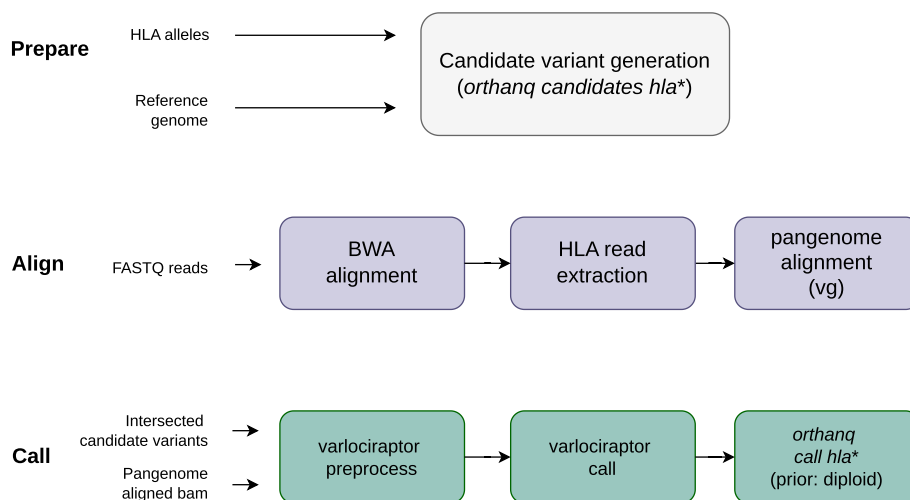 Prepare
HLA alleles
Reference
genome
Candidate variant generation
(orthanq candidates hla*)
Align
FASTQ reads
BWA
alignment
HLA read
extraction
pangenome
alignment
(vg)
Call
Intersected
candidate variants
Pangenome
aligned bam
varlociraptor
preprocess
varlociraptor
call
orthanq
call hla*
(prior: diploid)